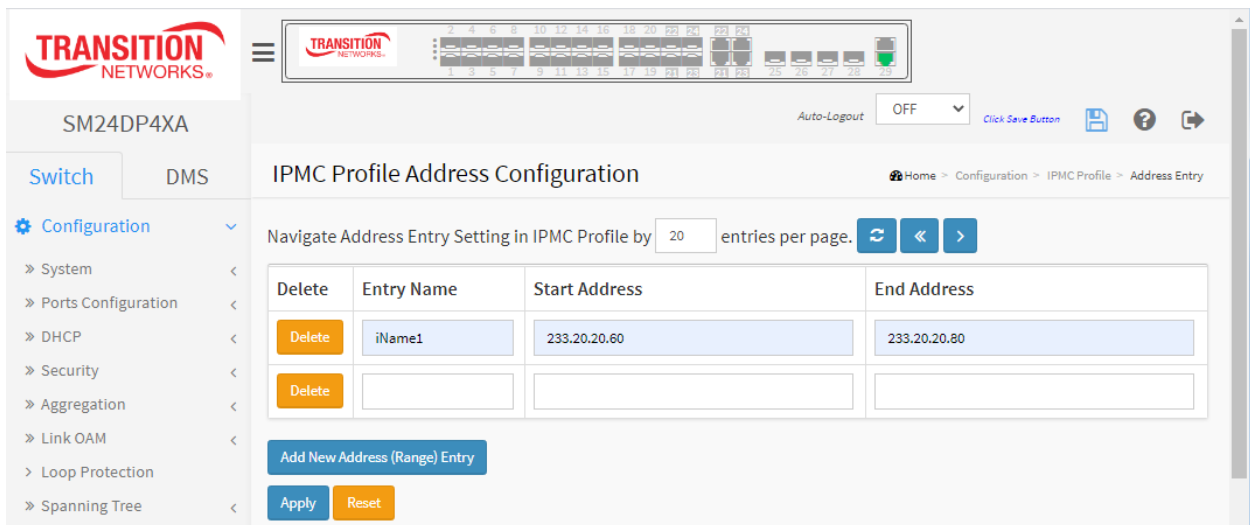 TRANSITION
NETWORKS®
SM24DP4XA
Switch DMS
Configuration
System
Ports Configuration
DHCP
Security
Aggregation
Link OAM
Loop Protection
Spanning Tree
TRANSITION
NETWORKS
2 4 6 8 10 12 14 16 18 20 22 24 22 24
1 3 5 7 9 11 13 15 17 19 21 23 21 23 25 26 27 28 29
Auto-Logout OFF Click Save Button
IPMC Profile Address Configuration
Home > Configuration > IPMC Profile > Address Entry
Navigate Address Entry Setting in IPMC Profile by 20 entries per page.
Delete Entry Name Start Address End Address
Delete iName1 233.20.20.60 233.20.20.80
Delete
Add New Address (Range) Entry
Apply Reset